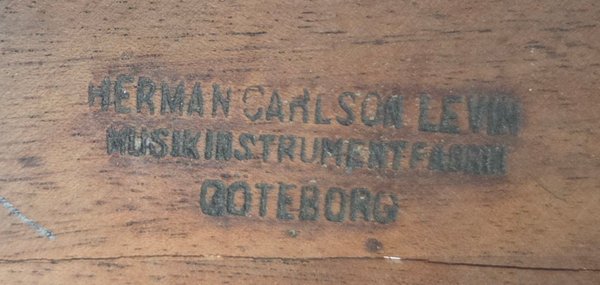 HERMAN CARLSON LEVIN
MUSIKINSTRUMENTFABRIK
GÖTEBORG